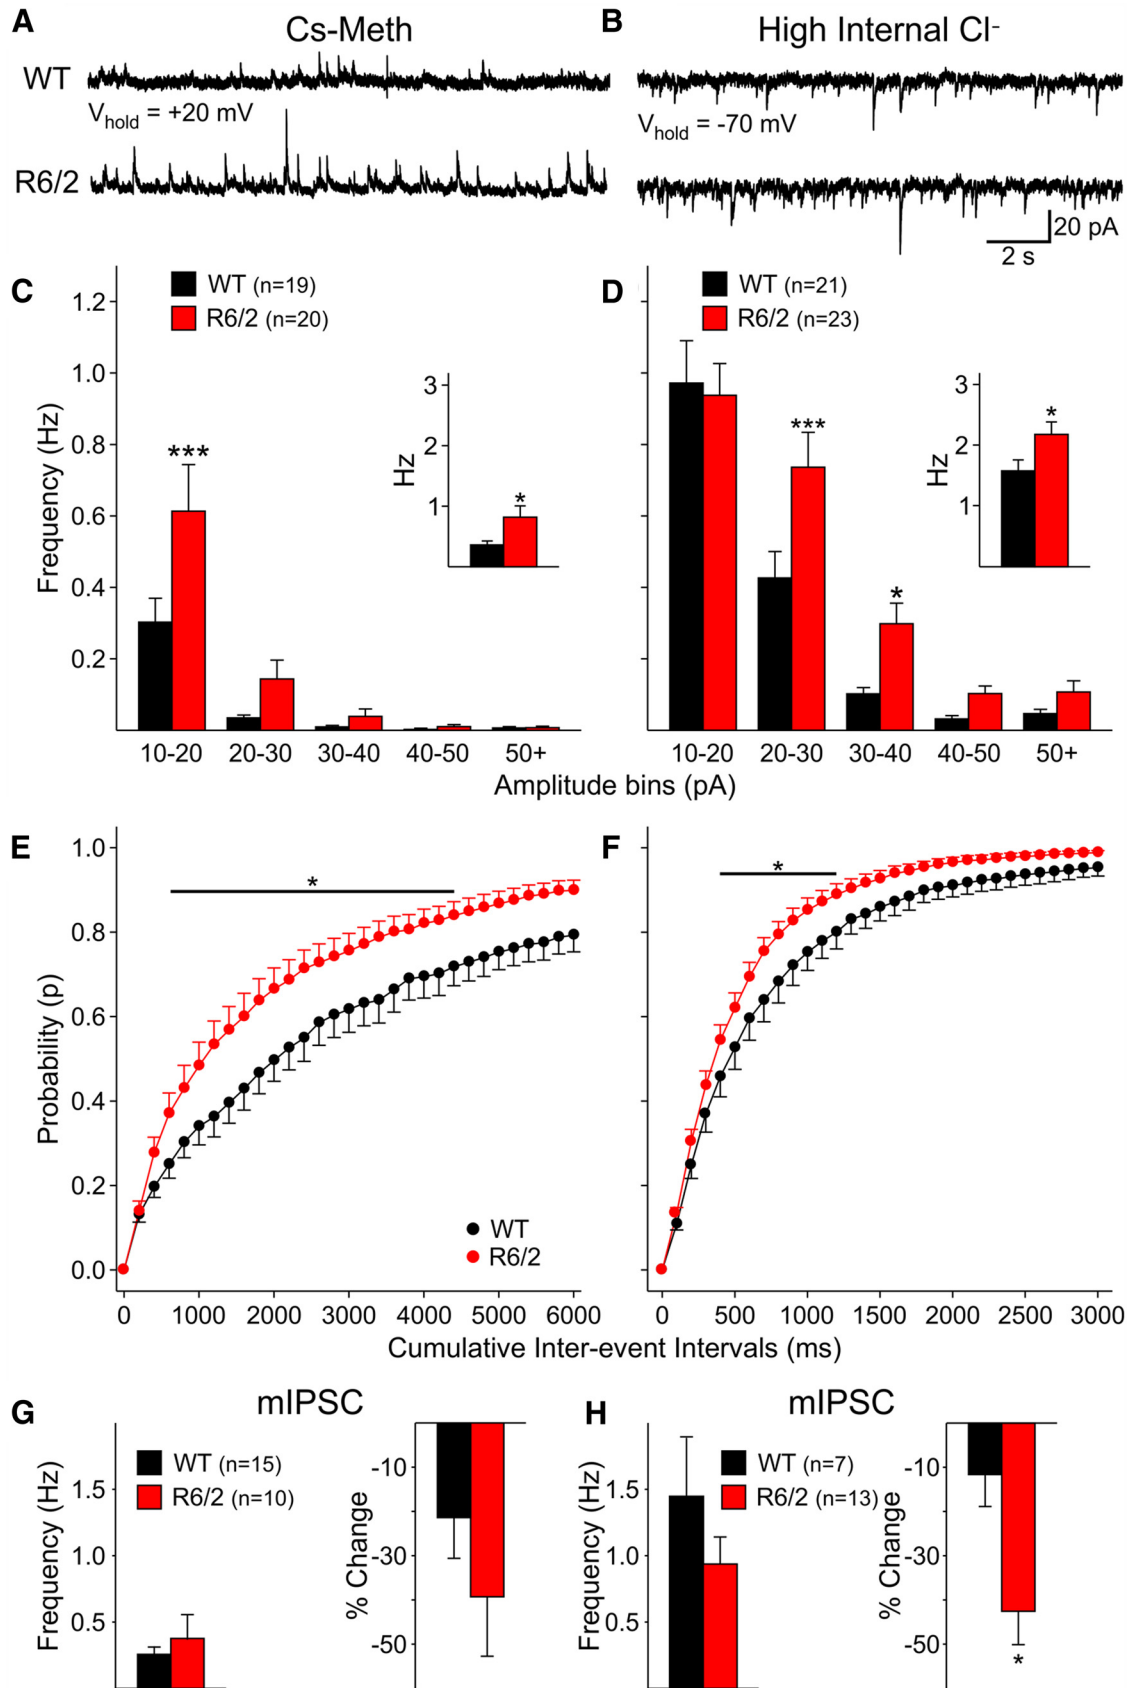 A
Cs-Meth
B
High Internal Cl⁻
WT
Vhold = +20 mV
Vhold = -70 mV
R6/2
20 pA
2 s
C
WT (n=19)
R6/2 (n=20)
1.2
1.0
0.8
0.6
0.4
0.2
Frequency (Hz)
***
3
2
1
Hz
*
10-20 20-30 30-40 40-50 50+
D
WT (n=21)
R6/2 (n=23)
***
*
3
2
1
Hz
*
10-20 20-30 30-40 40-50 50+
Amplitude bins (pA)
E
1.0
0.8
0.6
0.4
0.2
0.0
Probability (p)
*
WT
R6/2
0 1000 2000 3000 4000 5000 6000
F
*
0 500 1000 1500 2000 2500 3000
Cumulative Inter-event Intervals (ms)
G
mIPSC
WT (n=15)
R6/2 (n=10)
1.5
1.0
0.5
Frequency (Hz)
-10
-30
-50
% Change
H
mIPSC
WT (n=7)
R6/2 (n=13)
1.5
1.0
0.5
Frequency (Hz)
-10
-30
-50
% Change
*